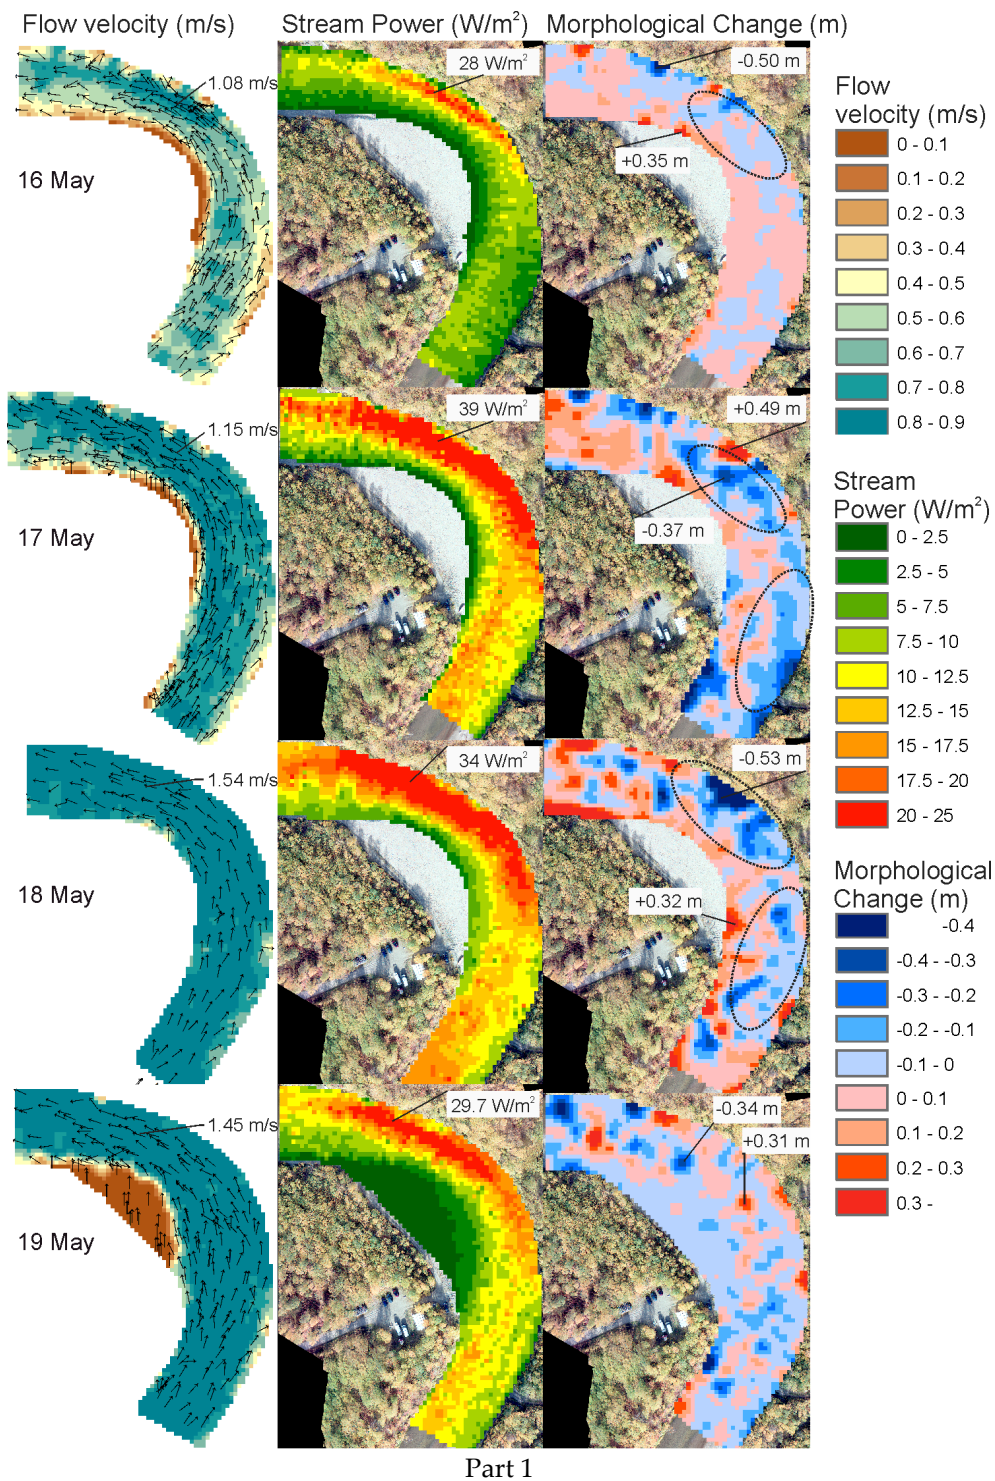 Flow velocity (m/s)
Stream Power (W/m²)
Morphological Change (m)
16 May
1.08 m/s
28 W/m²
-0.50 m
+0.35 m
17 May
1.15 m/s
39 W/m²
+0.49 m
-0.37 m
18 May
1.54 m/s
34 W/m²
-0.53 m
+0.32 m
19 May
1.45 m/s
29.7 W/m²
-0.34 m
+0.31 m
Flow
velocity (m/s)
0 - 0.1
0.1 - 0.2
0.2 - 0.3
0.3 - 0.4
0.4 - 0.5
0.5 - 0.6
0.6 - 0.7
0.7 - 0.8
0.8 - 0.9
Stream
Power (W/m²)
0 - 2.5
2.5 - 5
5 - 7.5
7.5 - 10
10 - 12.5
12.5 - 15
15 - 17.5
17.5 - 20
20 - 25
Morphological
Change (m)
-0.4
-0.4 - -0.3
-0.3 - -0.2
-0.2 - -0.1
-0.1 - 0
0 - 0.1
0.1 - 0.2
0.2 - 0.3
0.3 -
Part 1